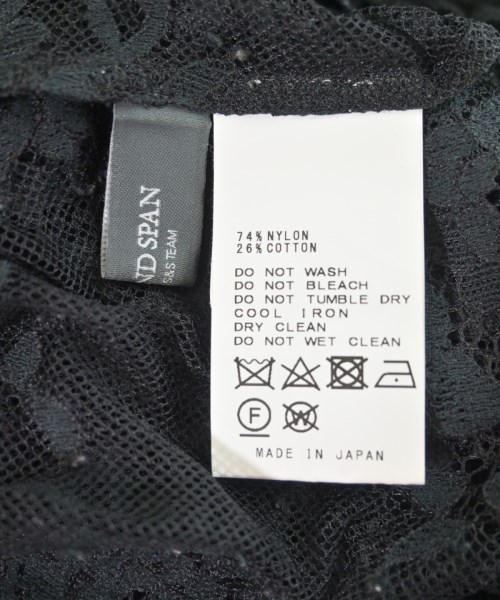 ND SPAN
S&S TEAM
74% NYLON
26% COTTON
DO NOT WASH
DO NOT BLEACH
DO NOT TUMBLE DRY
COOL IRON
DRY CLEAN
DO NOT WET CLEAN
F
W
MADE IN JAPAN